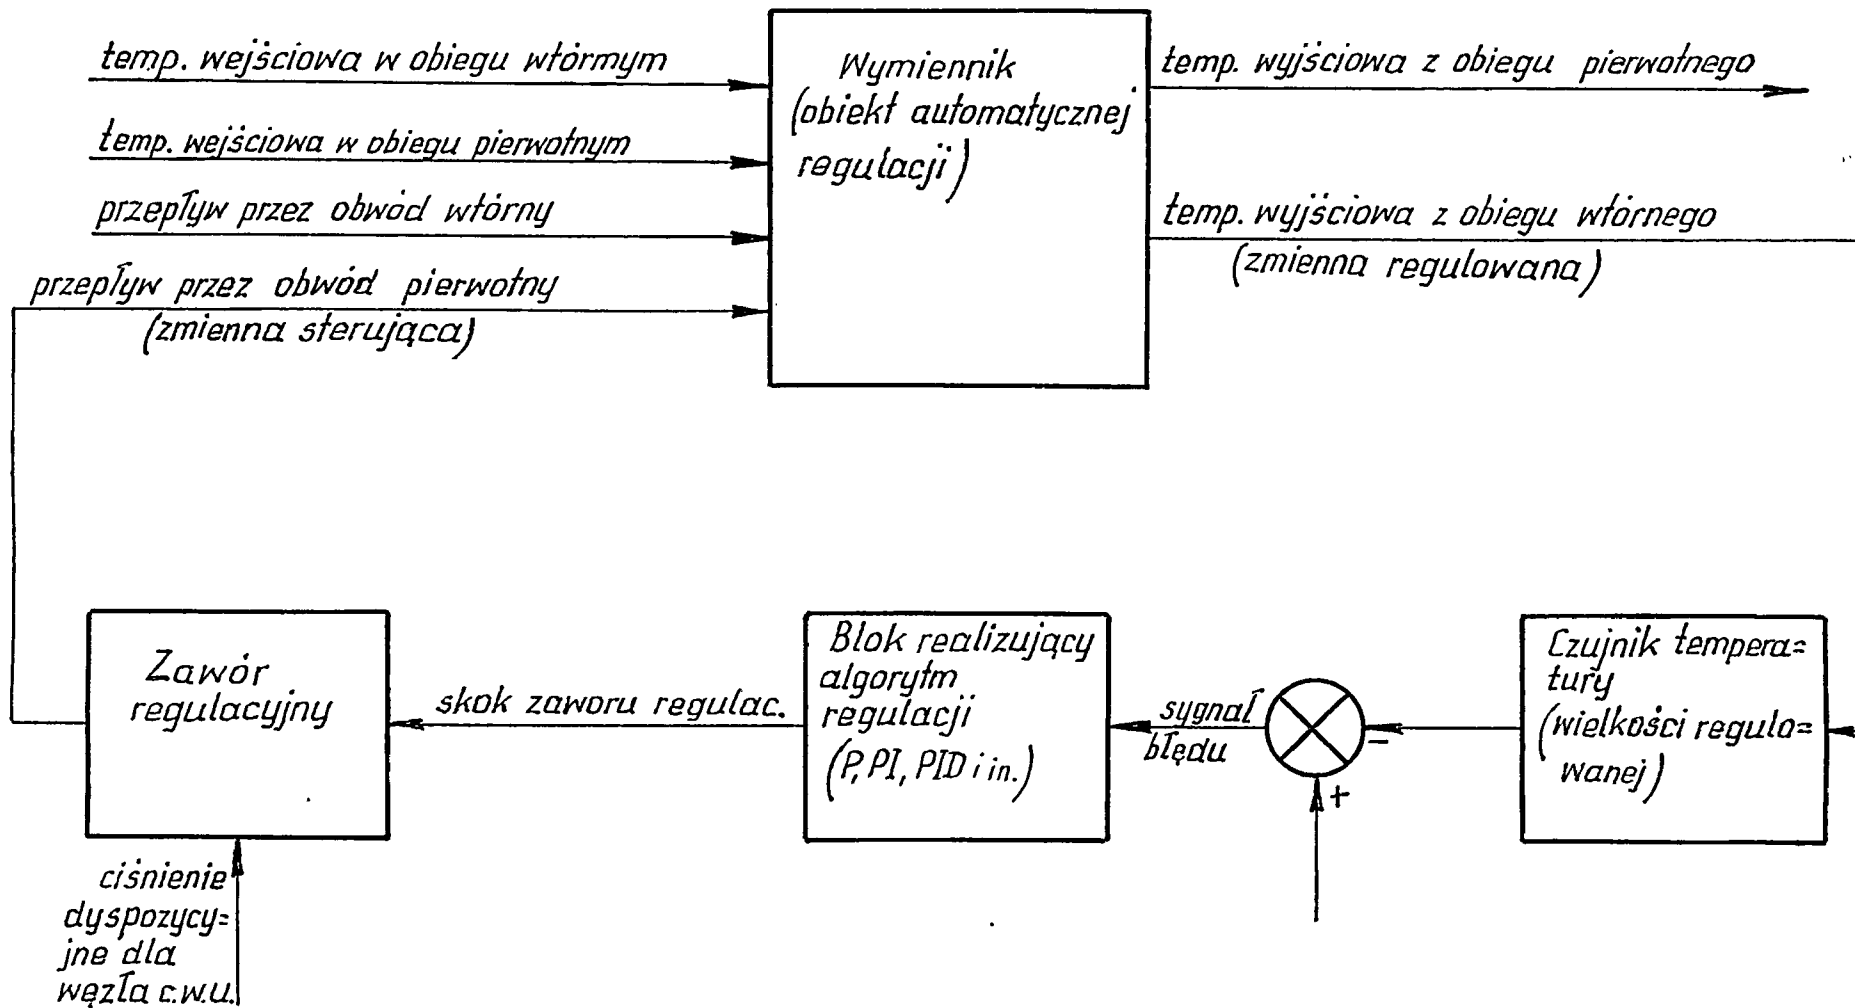 temp. wejściowa w obiegu wtórmym
temp. wejściowa w obiegu pierwotnym
przepływ przez obwód wtórny
przepływ przez obwód pierwotny
(zmienna sterująca)
Wymiennik
(obiekt automatycznej
regulacji)
temp. wyjściowa z obiegu pierwotnego
temp. wyjściowa z obiegu wtórnego
(zmienna regulowana)
Zawór
regulacyjny
skok zaworu regulac.
Blok realizujący
algorytm
regulacji
(P, PI, PID i in.)
sygnał
błędu
-
+
Czujnik tempera=
tury
(wielkości regulo=
wanej)
ciśnienie
dyspozycy=
jne dla
węzła c.w.u.